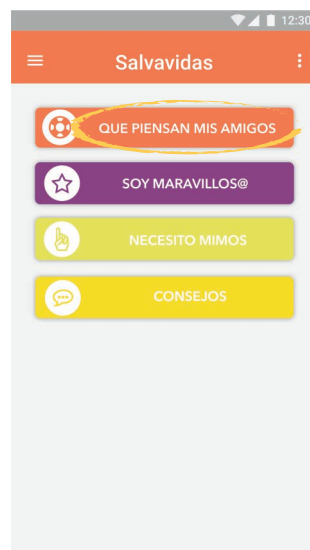 12:30
Salvavidas
QUE PIENSAN MIS AMIGOS
SOY MARAVILLOS@
NECESITO MIMOS
CONSEJOS